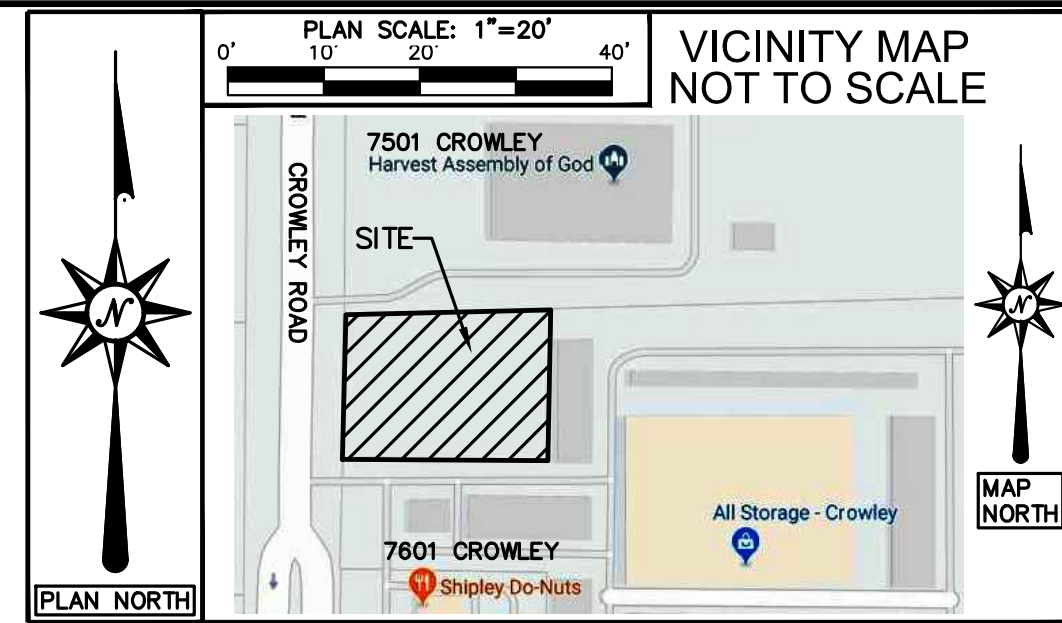 PLAN SCALE: 1"=20'
0' 10' 20' 40'
VICINITY MAP
NOT TO SCALE
7501 CROWLEY
Harvest Assembly of God
CROWLEY ROAD
SITE
N
PLAN NORTH
N
MAP
NORTH
All Storage - Crowley
7601 CROWLEY
Shipley Do-Nuts